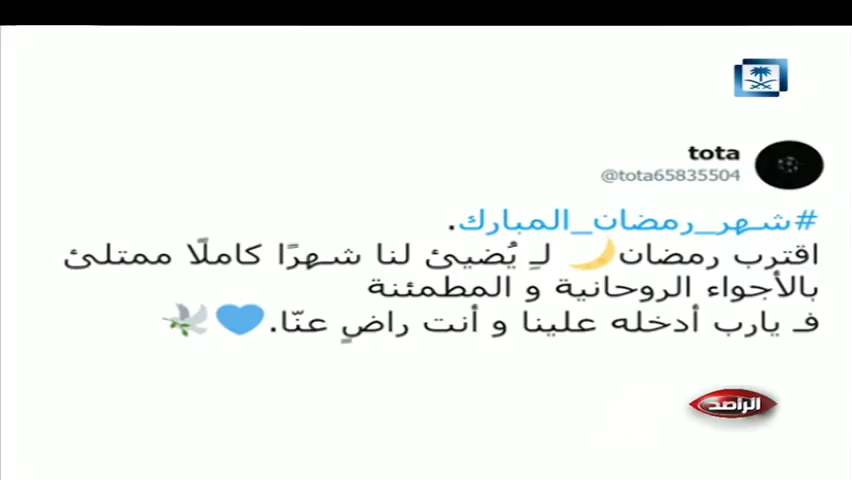 tota
@tota65835504
#شهر_رمضان_المبارك.
اقترب رمضان🌙 لـِ يُضيئ لنا شهرًا كاملًا ممتلئ
بالأجواء الروحانية و المطمئنة
فـ يارب أدخله علينا و أنت راضٍ عنّا.💙🕊
الراصد